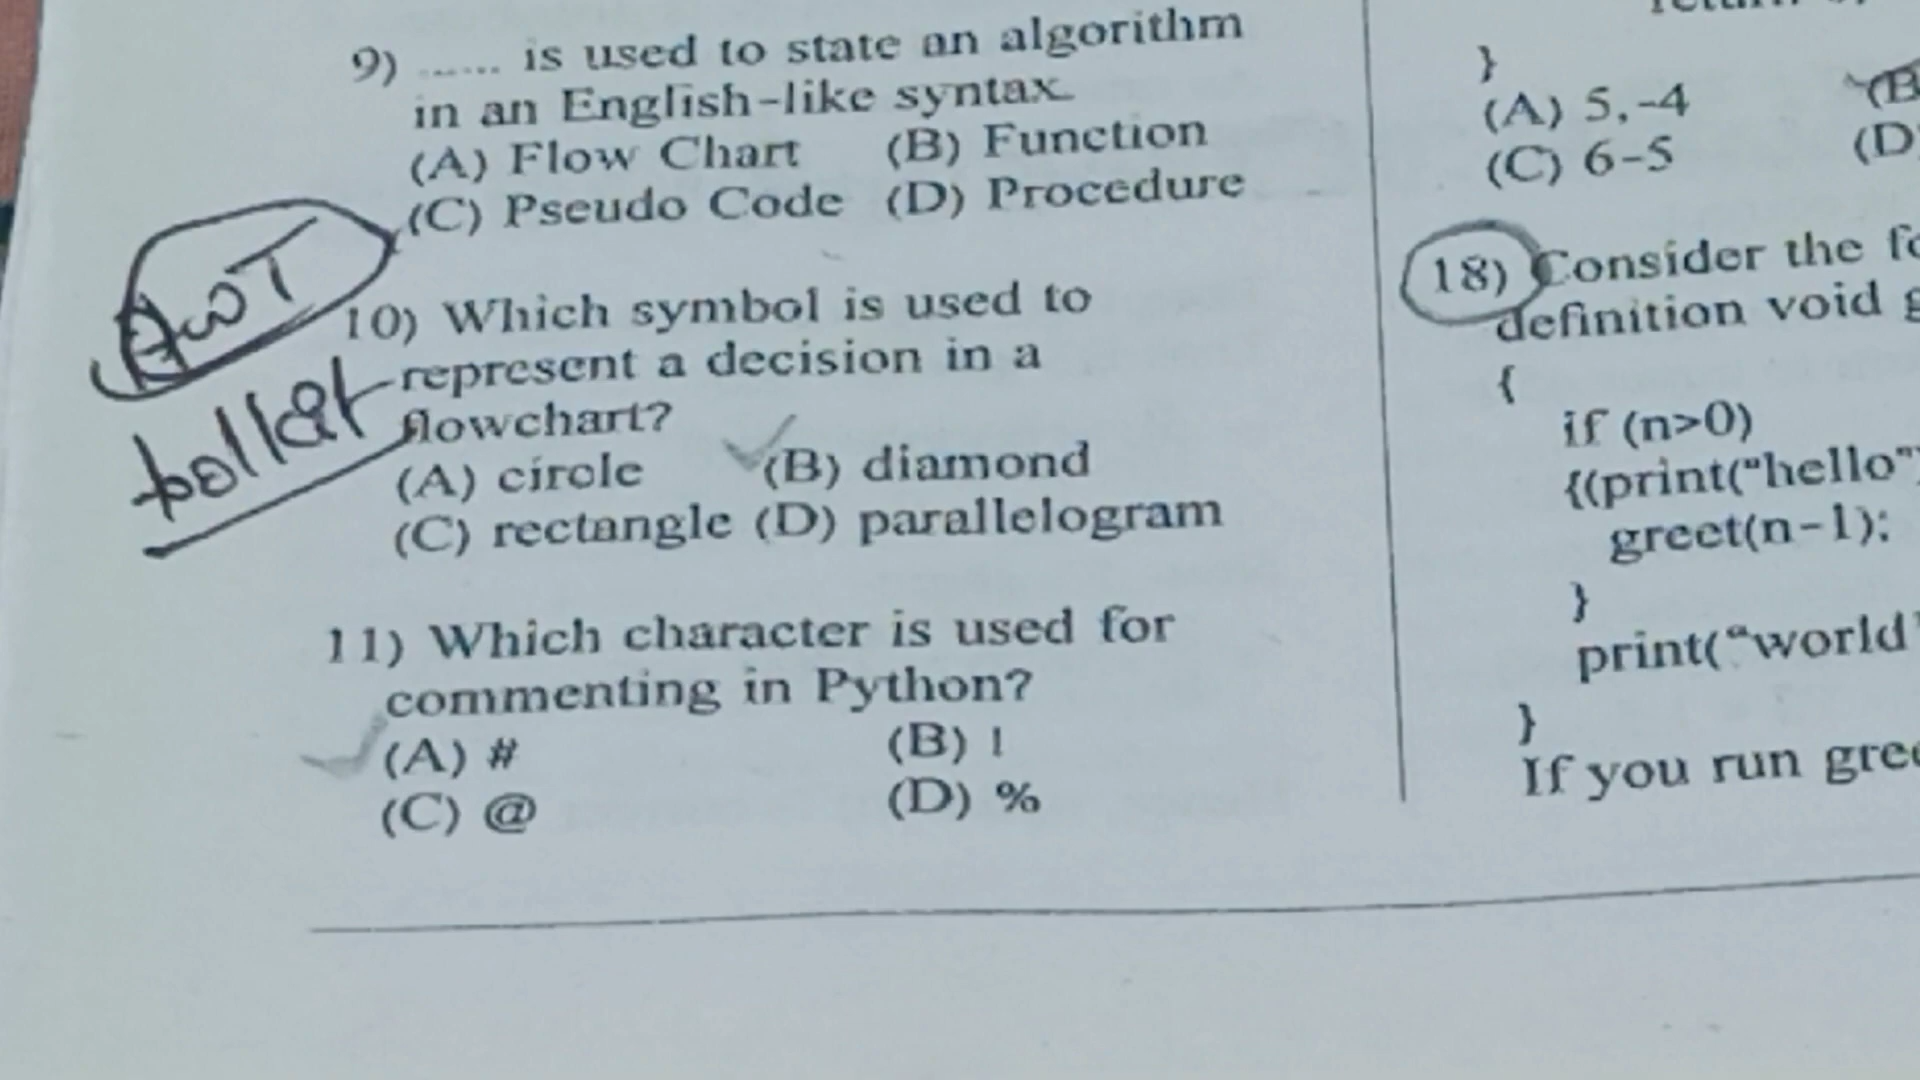 9) ...... is used to state an algorithm
in an English-like syntax.
(A) Flow Chart (B) Function
(C) Pseudo Code (D) Procedure
10) Which symbol is used to
represent a decision in a
flowchart?
(A) circle (B) diamond
(C) rectangle (D) parallelogram
11) Which character is used for
commenting in Python?
(A) # (B) !
(C) @ (D) %
}
(A) 5,-4 (B
(C) 6-5 (D)
18) Consider the
definition void
{
if (n>0)
{(print("hello")
greet(n-1);
}
print("world"
}
If you run